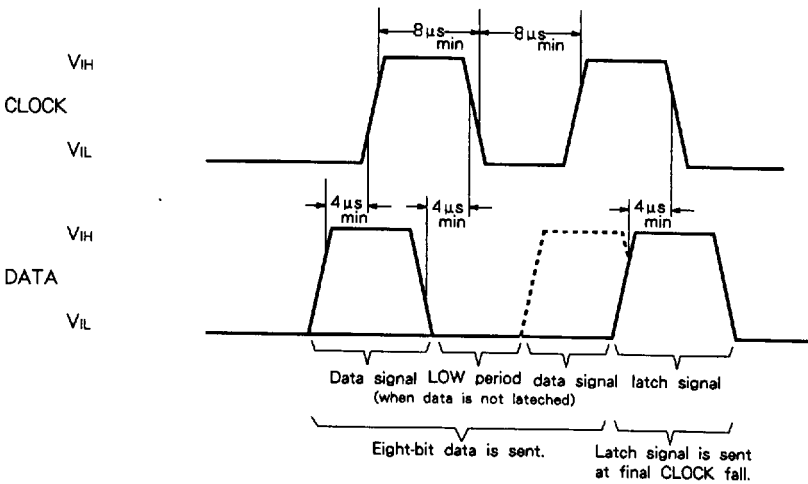 8μs min 8μs min
VIH
CLOCK
VIL
4μs min 4μs min 4μs min
VIH
DATA
VIL
Data signal LOW period data signal latch signal
(when data is not lateched)
Eight-bit data is sent. Latch signal is sent
at final CLOCK fall.